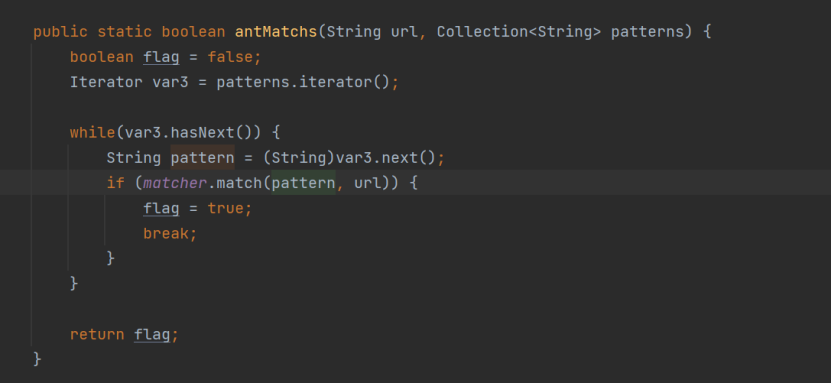 public static boolean antMatchs(String url, Collection<String> patterns) {
    boolean flag = false;
    Iterator var3 = patterns.iterator();
    while(var3.hasNext()) {
        String pattern = (String)var3.next();
        if (matcher.match(pattern, url)) {
            flag = true;
            break;
        }
    }
    return flag;
}